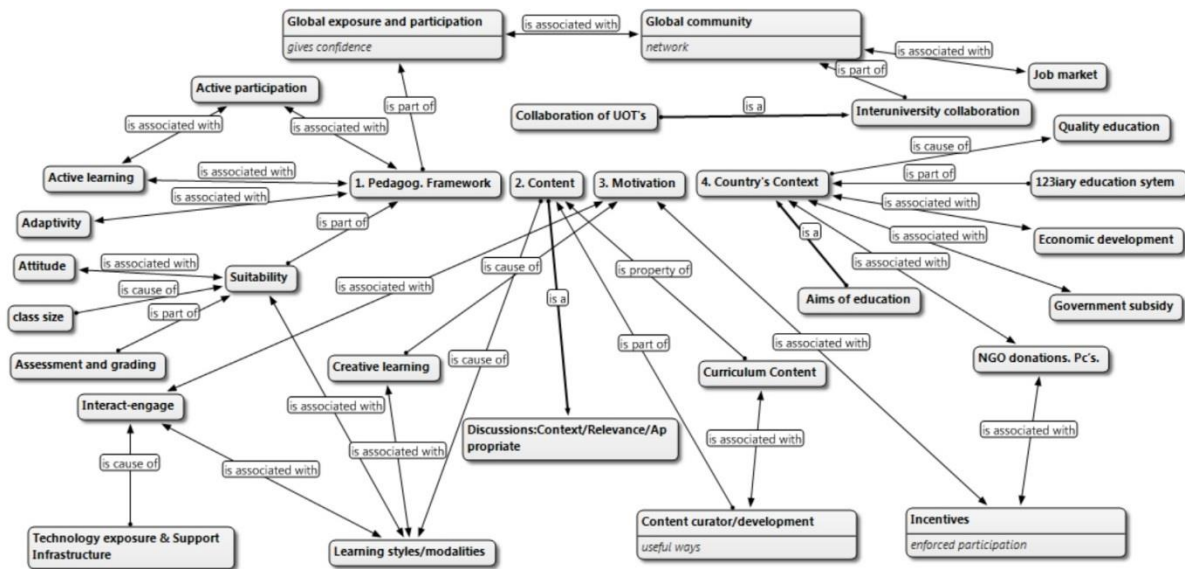 Global exposure and participation
gives confidence
is associated with
Global community
network
is associated with
Job market
is part of
Active participation
Collaboration of UOT's
is a
Interuniversity collaboration
Quality education
is associated with
is associated with
is part of
is cause of
Active learning
is associated with
1. Pedagog. Framework
2. Content
3. Motivation
4. Country's Context
is part of
123iary education sytem
is associated with
Adaptivity
is associated with
is part of
is a
is associated with
Economic development
Attitude
is associated with
Suitability
is cause of
is property of
is associated with
is cause of
is associated with
is a
Aims of education
Government subsidy
class size
is part of
Assessment and grading
is cause of
Creative learning
is part of
Curriculum Content
is associated with
NGO donations. Pc's.
Interact-engage
is associated with
Discussions:Context/Relevance/Ap
propriate
is associated with
is associated with
is cause of
is associated with
is associated with
Technology exposure & Support
Infrastructure
Learning styles/modalities
Content curator/development
useful ways
Incentives
enforced participation